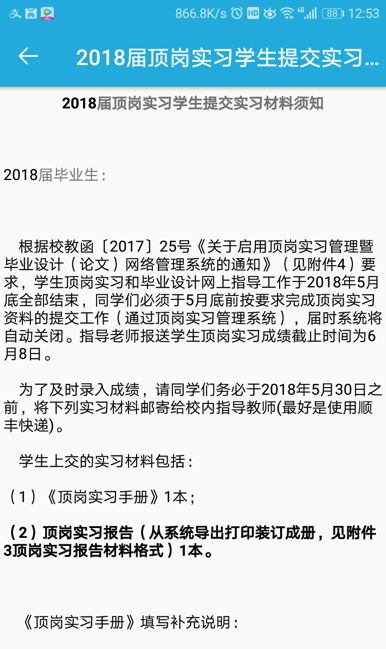 866.8K/s HD 4G 88 12:53
2018届顶岗实习学生提交实习...
2018届顶岗实习学生提交实习材料须知
2018届毕业生：
根据校教函［2017］25号《关于启用顶岗实习管理暨
毕业设计（论文）网络管理系统的通知》（见附件4）要
求，学生顶岗实习和毕业设计网上指导工作于2018年5月
底全部结束，同学们必须于5月底前按要求完成顶岗实习
资料的提交工作（通过顶岗实习管理系统），届时系统将
自动关闭。指导老师报送学生顶岗实习成绩截止时间为6
月8日。
为了及时录入成绩，请同学们务必于2018年5月30日之
前，将下列实习材料邮寄给校内指导教师(最好是使用顺
丰快递)。
学生上交的实习材料包括：
（1）《顶岗实习手册》1本；
（2）顶岗实习报告（从系统导出打印装订成册，见附件
3顶岗实习报告材料格式）1本。
《顶岗实习手册》填写补充说明：